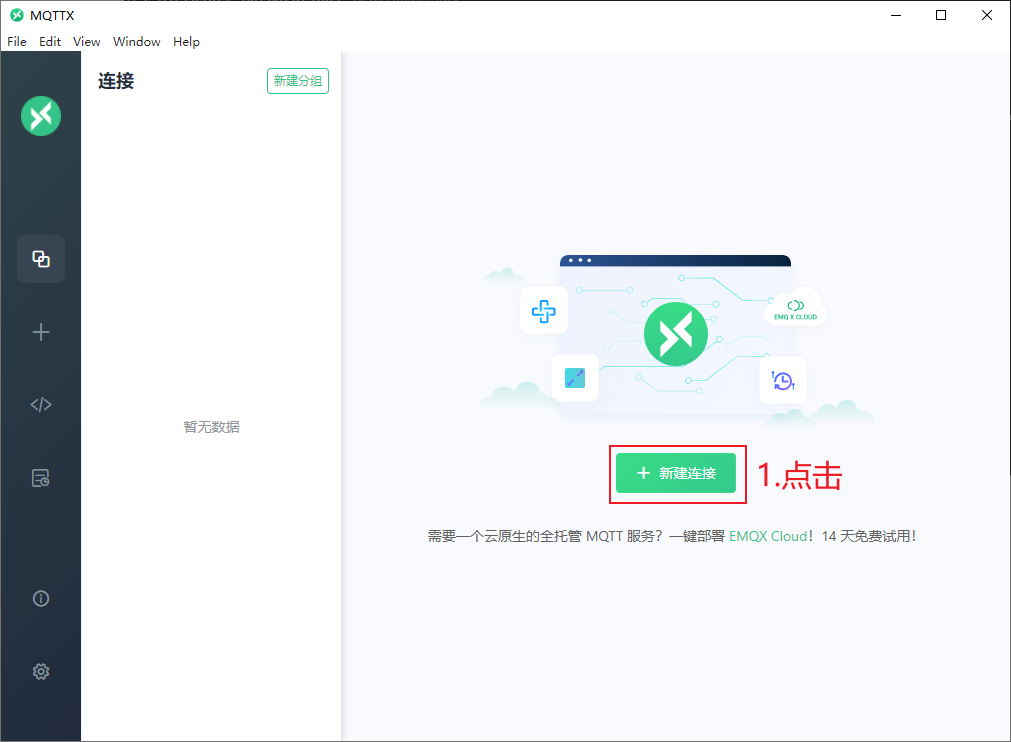 MQTTX
File Edit View Window Help
连接
新建分组
暂无数据
EMQ X CLOUD
+ 新建连接
1.点击
需要一个云原生的全托管 MQTT 服务？一键部署 EMQX Cloud！14 天免费试用！